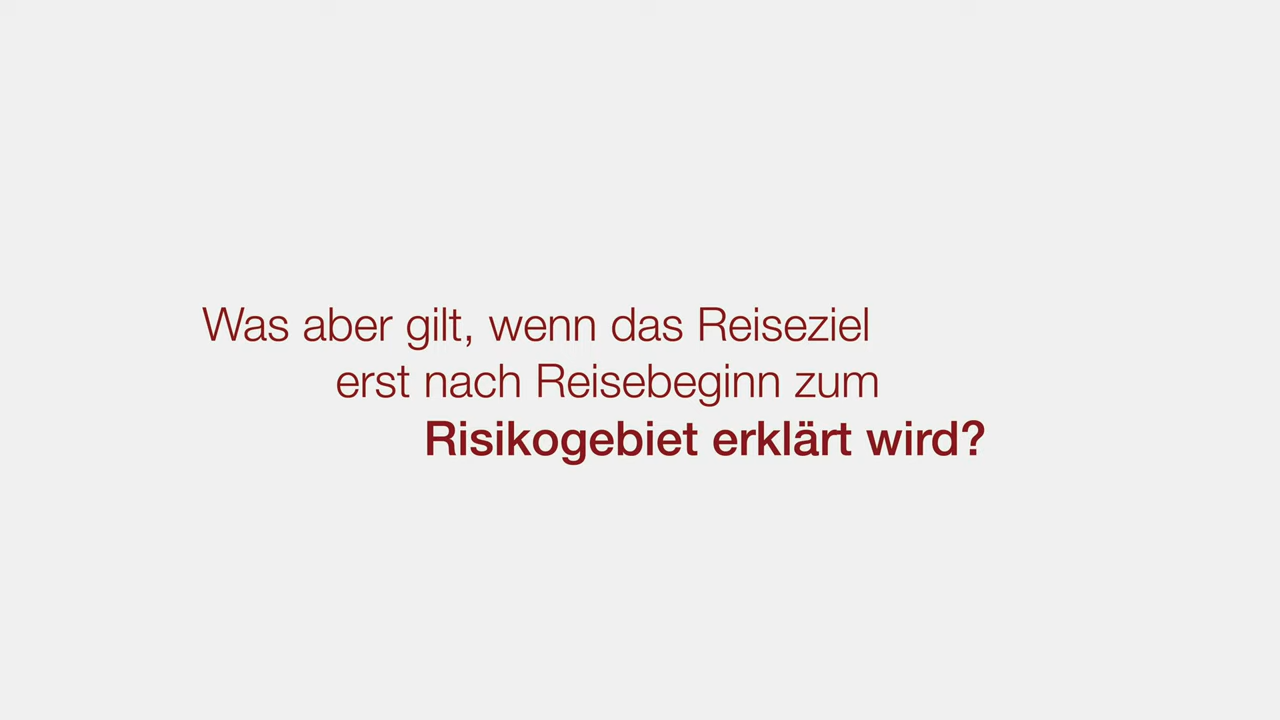 Was aber gilt, wenn das Reiseziel
erst nach Reisebeginn zum
Risikogebiet erklärt wird?